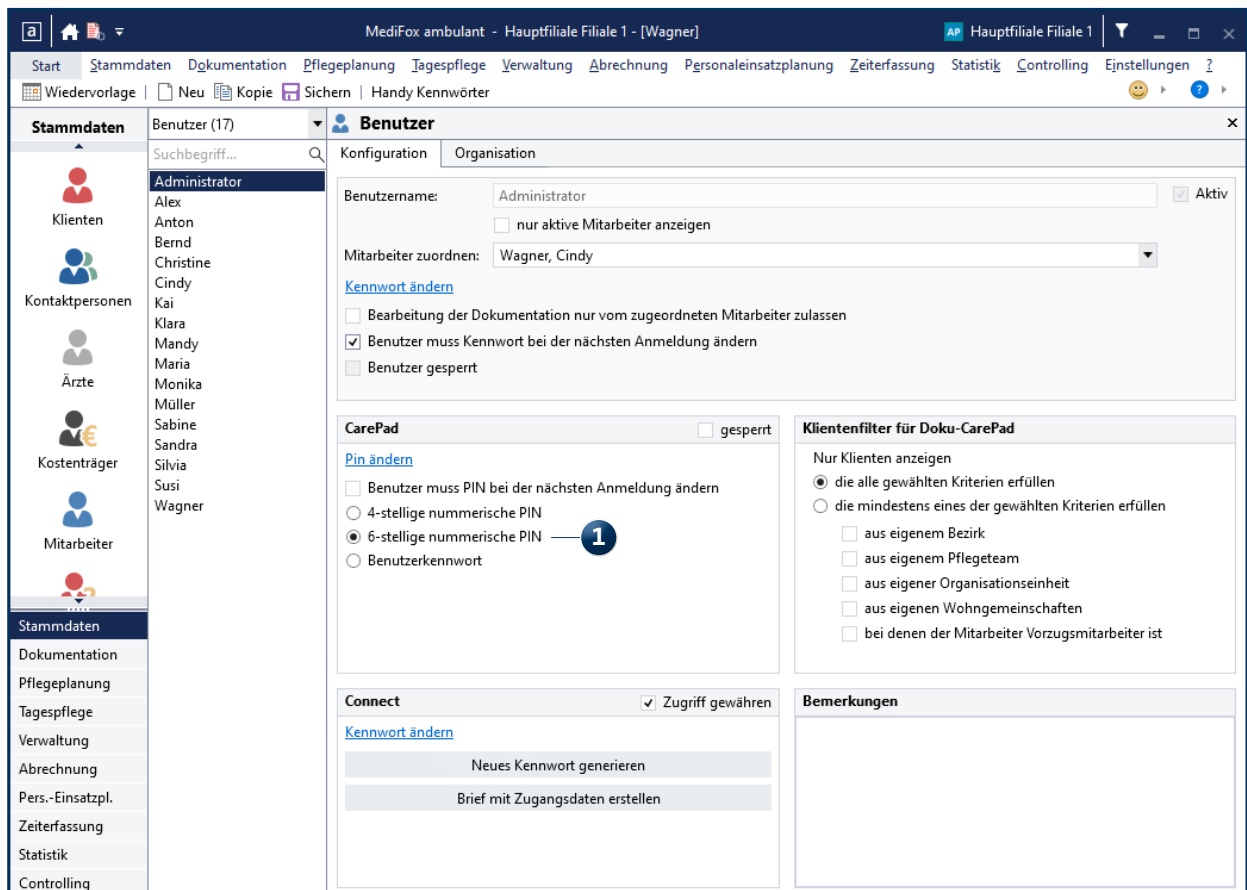 a MediFox ambulant - Hauptfiliale Filiale 1 - [Wagner] AP Hauptfiliale Filiale 1
Start Stammdaten Dokumentation Pflegeplanung Tagespflege Verwaltung Abrechnung Personaleinsatzplanung Zeiterfassung Statistik Controlling Einstellungen ?
Wiedervorlage | Neu Kopie Sichern | Handy Kennwörter ?
Stammdaten
Klienten
Kontaktpersonen
Ärzte
Kostenträger
Mitarbeiter
Stammdaten
Dokumentation
Pflegeplanung
Tagespflege
Verwaltung
Abrechnung
Pers.-Einsatzpl.
Zeiterfassung
Statistik
Controlling
Benutzer (17)
Suchbegriff...
Administrator
Alex
Anton
Bernd
Christine
Cindy
Kai
Klara
Mandy
Maria
Monika
Müller
Sabine
Sandra
Silvia
Susi
Wagner
Benutzer
Konfiguration Organisation
Benutzername: Administrator Aktiv
nur aktive Mitarbeiter anzeigen
Mitarbeiter zuordnen: Wagner, Cindy
Kennwort ändern
Bearbeitung der Dokumentation nur vom zugeordneten Mitarbeiter zulassen
Benutzer muss Kennwort bei der nächsten Anmeldung ändern
Benutzer gesperrt
CarePad gesperrt
Pin ändern
Benutzer muss PIN bei der nächsten Anmeldung ändern
4-stellige nummerische PIN
6-stellige nummerische PIN 1
Benutzerkennwort
Klientenfilter für Doku-CarePad
Nur Klienten anzeigen
die alle gewählten Kriterien erfüllen
die mindestens eines der gewählten Kriterien erfüllen
aus eigenem Bezirk
aus eigenem Pflegeteam
aus eigener Organisationseinheit
aus eigenen Wohngemeinschaften
bei denen der Mitarbeiter Vorzugsmitarbeiter ist
Connect Zugriff gewähren
Kennwort ändern
Neues Kennwort generieren
Brief mit Zugangsdaten erstellen
Bemerkungen